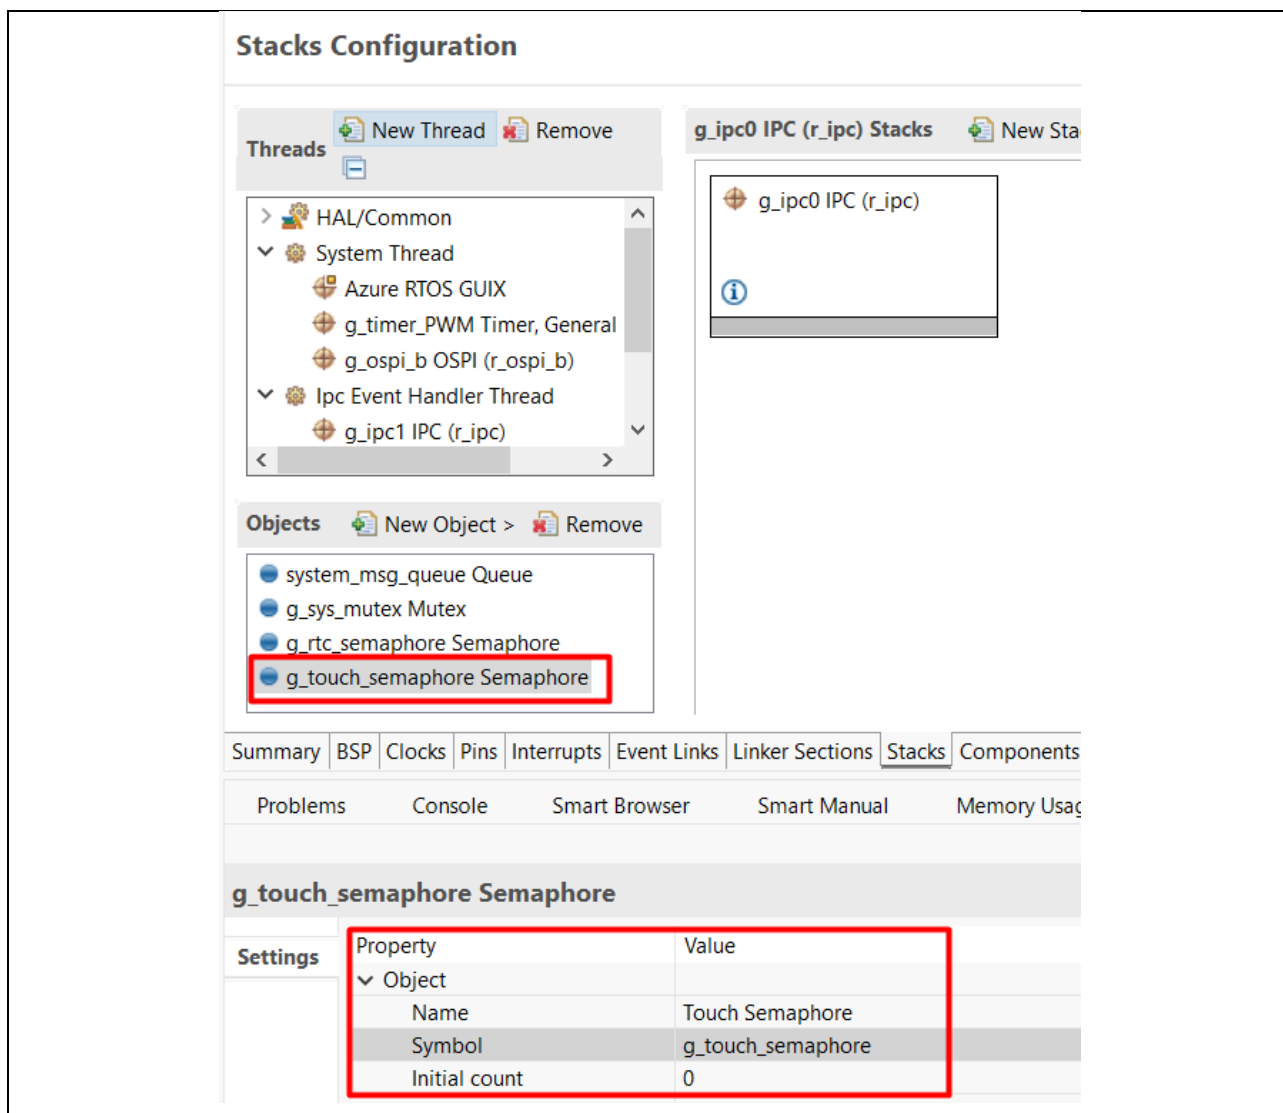 Stacks Configuration
Threads
New Thread
Remove
HAL/Common
System Thread
Azure RTOS GUIX
g_timer_PWM Timer, General
g_ospi_b OSPI (r_ospi_b)
Ipc Event Handler Thread
g_ipc1 IPC (r_ipc)
g_ipc0 IPC (r_ipc) Stacks
New Sta
g_ipc0 IPC (r_ipc)
Objects
New Object >
Remove
system_msg_queue Queue
g_sys_mutex Mutex
g_rtc_semaphore Semaphore
g_touch_semaphore Semaphore
Summary BSP Clocks Pins Interrupts Event Links Linker Sections Stacks Components
Problems Console Smart Browser Smart Manual Memory Usag
g_touch_semaphore Semaphore
Settings
Property Value
Object
Name Touch Semaphore
Symbol g_touch_semaphore
Initial count 0